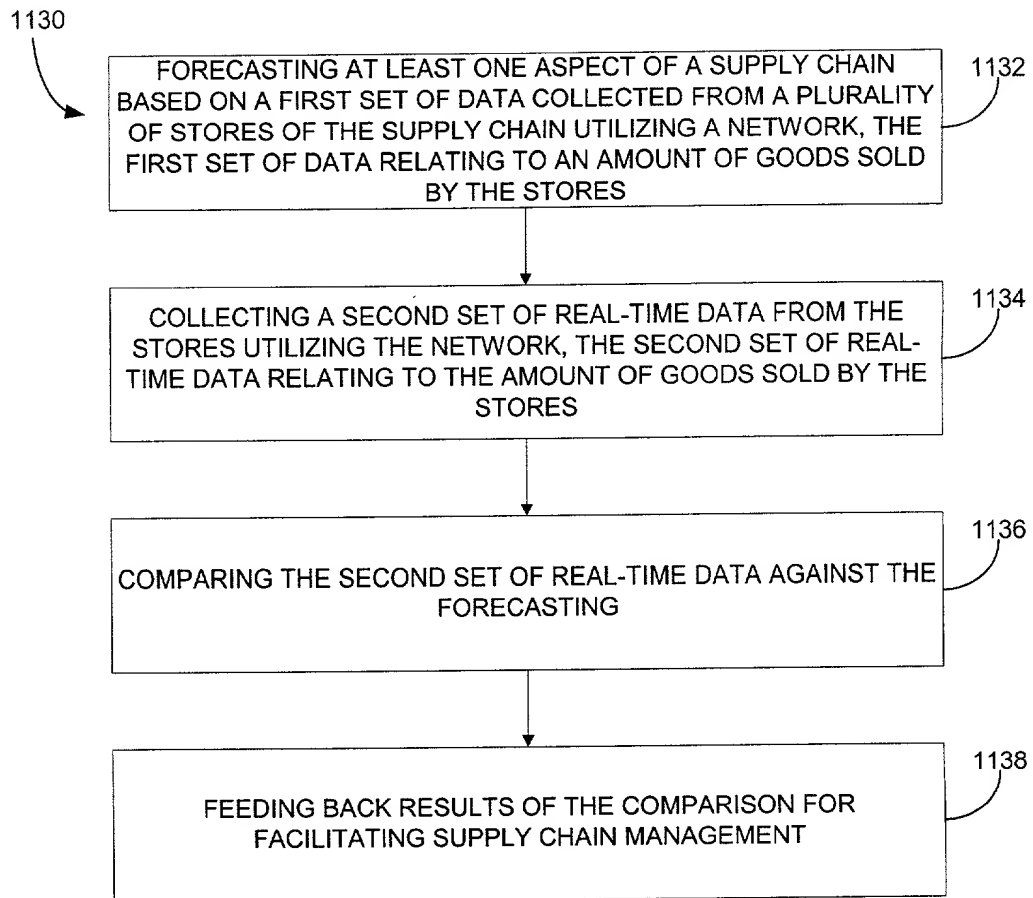 1130
FORECASTING AT LEAST ONE ASPECT OF A SUPPLY CHAIN
BASED ON A FIRST SET OF DATA COLLECTED FROM A PLURALITY
OF STORES OF THE SUPPLY CHAIN UTILIZING A NETWORK, THE
FIRST SET OF DATA RELATING TO AN AMOUNT OF GOODS SOLD
BY THE STORES
1132
COLLECTING A SECOND SET OF REAL-TIME DATA FROM THE
STORES UTILIZING THE NETWORK, THE SECOND SET OF REAL-
TIME DATA RELATING TO THE AMOUNT OF GOODS SOLD BY THE
STORES
1134
COMPARING THE SECOND SET OF REAL-TIME DATA AGAINST THE
FORECASTING
1136
FEEDING BACK RESULTS OF THE COMPARISON FOR
FACILITATING SUPPLY CHAIN MANAGEMENT
1138